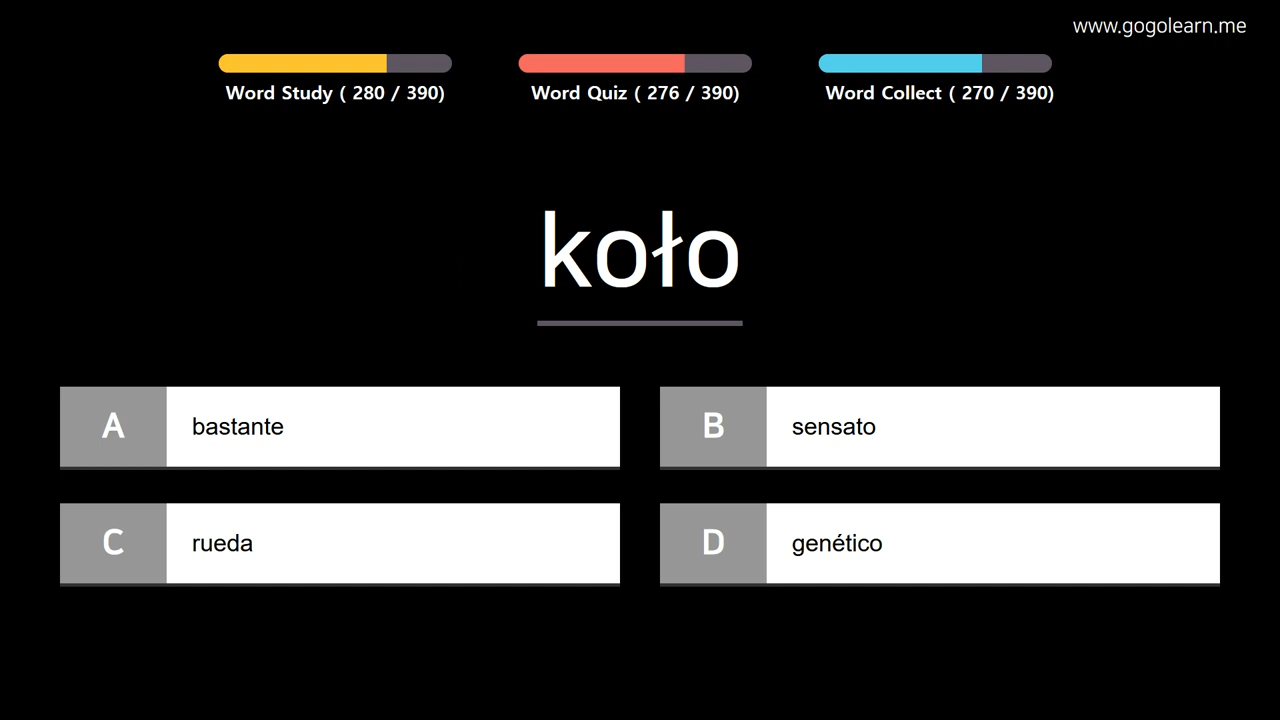 www.gogolearn.me
Word Study ( 280 / 390)
Word Quiz ( 276 / 390)
Word Collect ( 270 / 390)
koło
A bastante
B sensato
C rueda
D genético